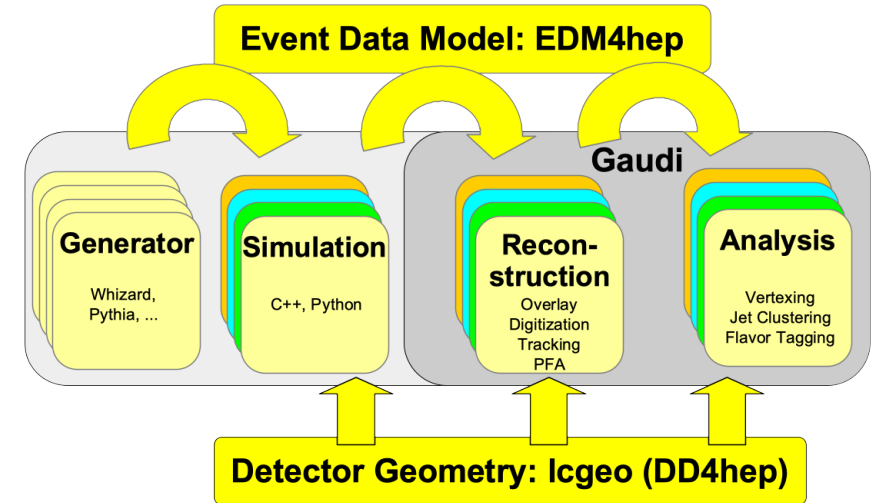 Event Data Model: EDM4hep
Gaudi
Generator
Whizard,
Pythia, ...
Simulation
C++, Python
Recon-
struction
Overlay
Digitization
Tracking
PFA
Analysis
Vertexing
Jet Clustering
Flavor Tagging
Detector Geometry: lcgeo (DD4hep)